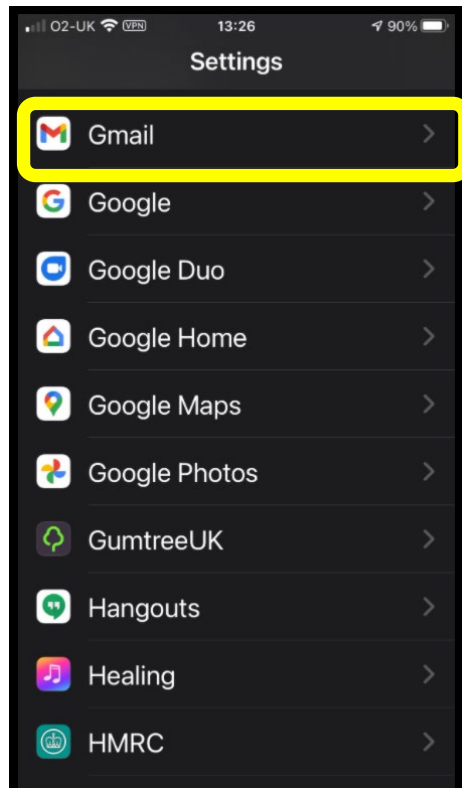 O2-UK VPN 13:26 90%
Settings
Gmail
Google
Google Duo
Google Home
Google Maps
Google Photos
GumtreeUK
Hangouts
Healing
HMRC